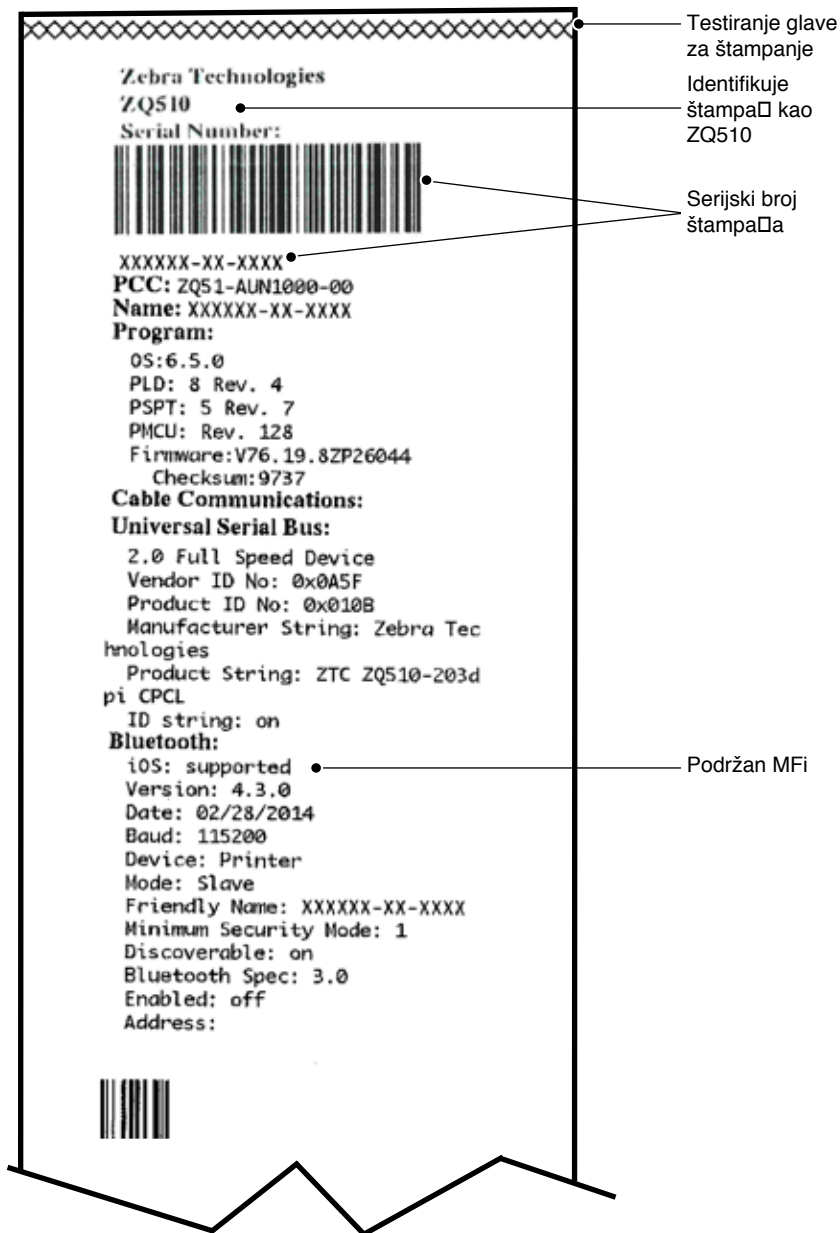 Zebra Technologies
ZQ510
Serial Number:
XXXXXX-XX-XXXX
PCC: ZQ51-AUN1000-00
Name: XXXXXX-XX-XXXX
Program:
OS:6.5.0
PLD: 8 Rev. 4
PSPT: 5 Rev. 7
PMCU: Rev. 128
Firmware:V76.19.8ZP26044
Checksum:9737
Cable Communications:
Universal Serial Bus:
2.0 Full Speed Device
Vendor ID No: 0x0A5F
Product ID No: 0x010B
Manufacturer String: Zebra Tec
hnologies
Product String: ZTC ZQ510-203d
pi CPCL
ID string: on
Bluetooth:
iOS: supported
Version: 4.3.0
Date: 02/28/2014
Baud: 115200
Device: Printer
Mode: Slave
Friendly Name: XXXXXX-XX-XXXX
Minimum Security Mode: 1
Discoverable: on
Bluetooth Spec: 3.0
Enabled: off
Address:
Testiranje glave
za štampanje
Identifikuje
štampa□ kao
ZQ510
Serijski broj
štampa□a
Podržan MFi